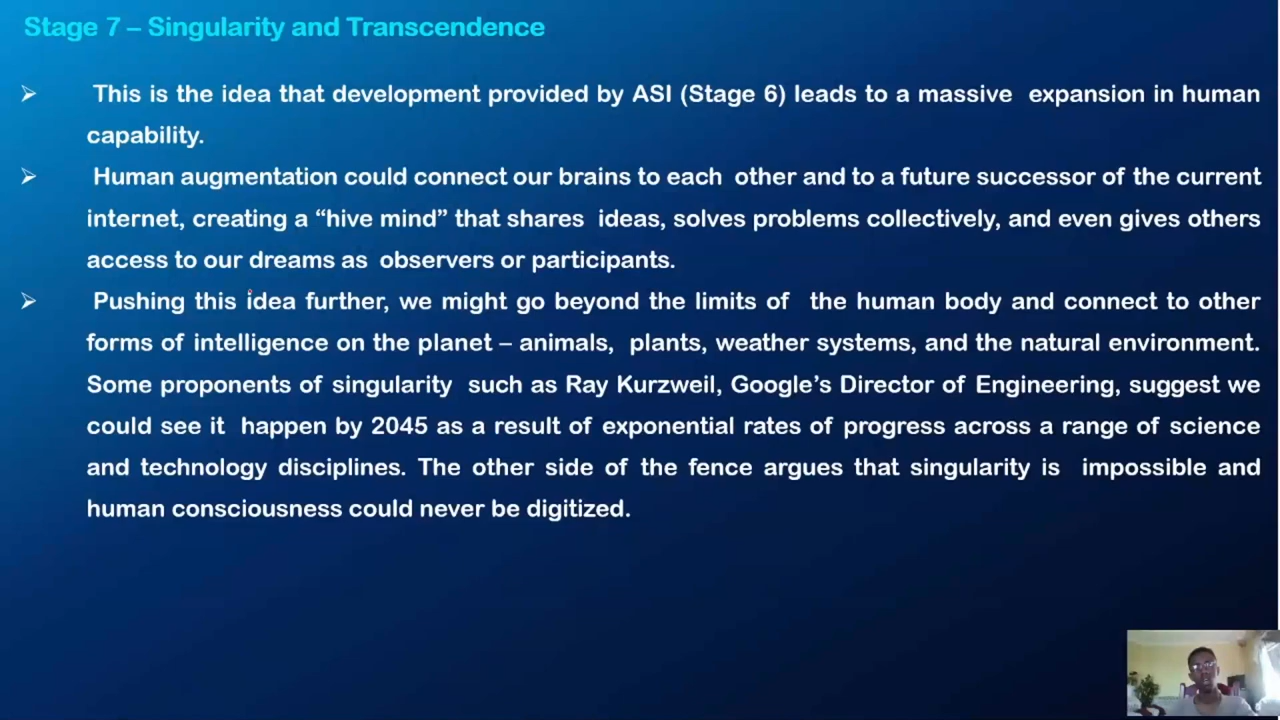 Stage 7 – Singularity and Transcendence
➢ This is the idea that development provided by ASI (Stage 6) leads to a massive expansion in human
capability.
➢ Human augmentation could connect our brains to each other and to a future successor of the current
internet, creating a “hive mind” that shares ideas, solves problems collectively, and even gives others
access to our dreams as observers or participants.
➢ Pushing this idea further, we might go beyond the limits of the human body and connect to other
forms of intelligence on the planet – animals, plants, weather systems, and the natural environment.
Some proponents of singularity such as Ray Kurzweil, Google’s Director of Engineering, suggest we
could see it happen by 2045 as a result of exponential rates of progress across a range of science
and technology disciplines. The other side of the fence argues that singularity is impossible and
human consciousness could never be digitized.